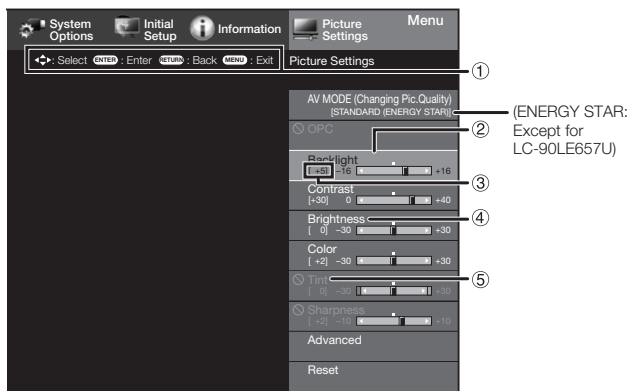 System Options
Initial Setup
Information
Picture Settings
Menu
: Select ENTER : Enter RETURN : Back MENU : Exit
Picture Settings
①
AV MODE (Changing Pic.Quality)
[STANDARD (ENERGY STAR)]
(ENERGY STAR:
Except for
LC-90LE657U)
OPC
②
Backlight
[ +5] −16 +16
③
Contrast
[+30] 0 +40
Brightness
④
[ 0] −30 +30
Color
[ +2] −30 +30
Tint
⑤
[ 0] −30 +30
Sharpness
[ +2] −10 +10
Advanced
Reset